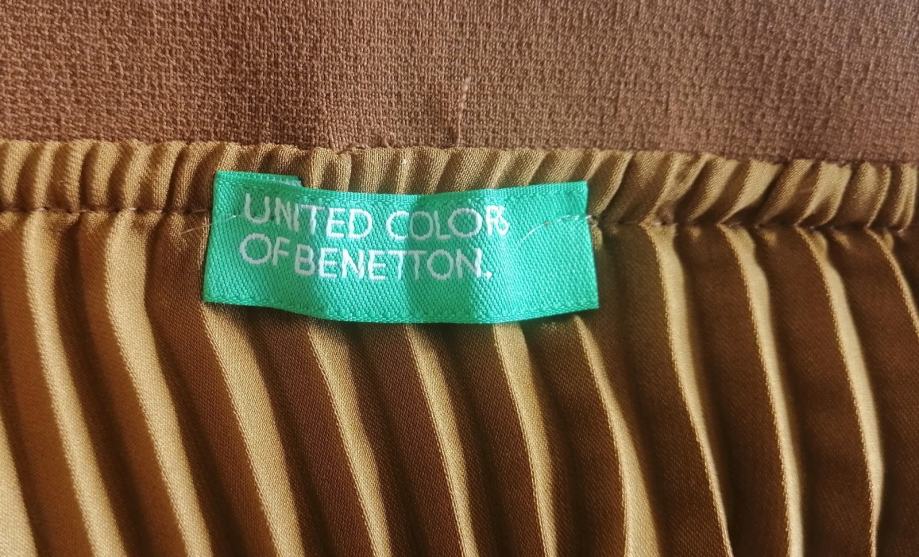 UNITED COLORS
OF BENETTON.